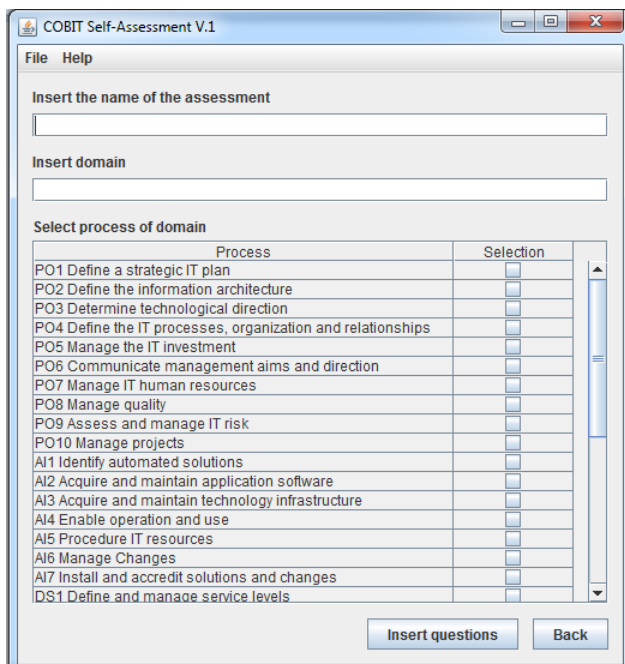 COBIT Self-Assessment V.1
File Help
Insert the name of the assessment
Insert domain
Select process of domain
Process Selection
PO1 Define a strategic IT plan
PO2 Define the information architecture
PO3 Determine technological direction
PO4 Define the IT processes, organization and relationships
PO5 Manage the IT investment
PO6 Communicate management aims and direction
PO7 Manage IT human resources
PO8 Manage quality
PO9 Assess and manage IT risk
PO10 Manage projects
AI1 Identify automated solutions
AI2 Acquire and maintain application software
AI3 Acquire and maintain technology infrastructure
AI4 Enable operation and use
AI5 Procedure IT resources
AI6 Manage Changes
AI7 Install and accredit solutions and changes
DS1 Define and manage service levels
Insert questions Back